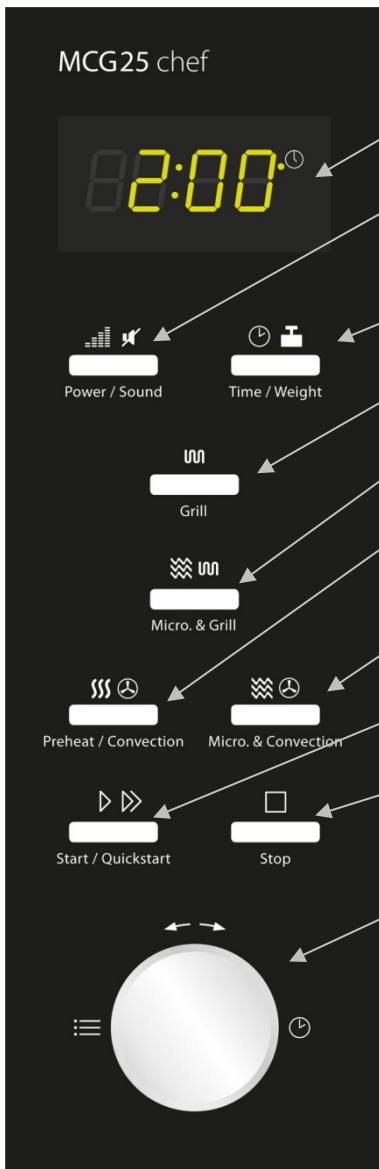 MCG25 chef
2:00
Power / Sound
Time / Weight
Grill
Micro. & Grill
Preheat / Convection
Micro. & Convection
Start / Quickstart
Stop